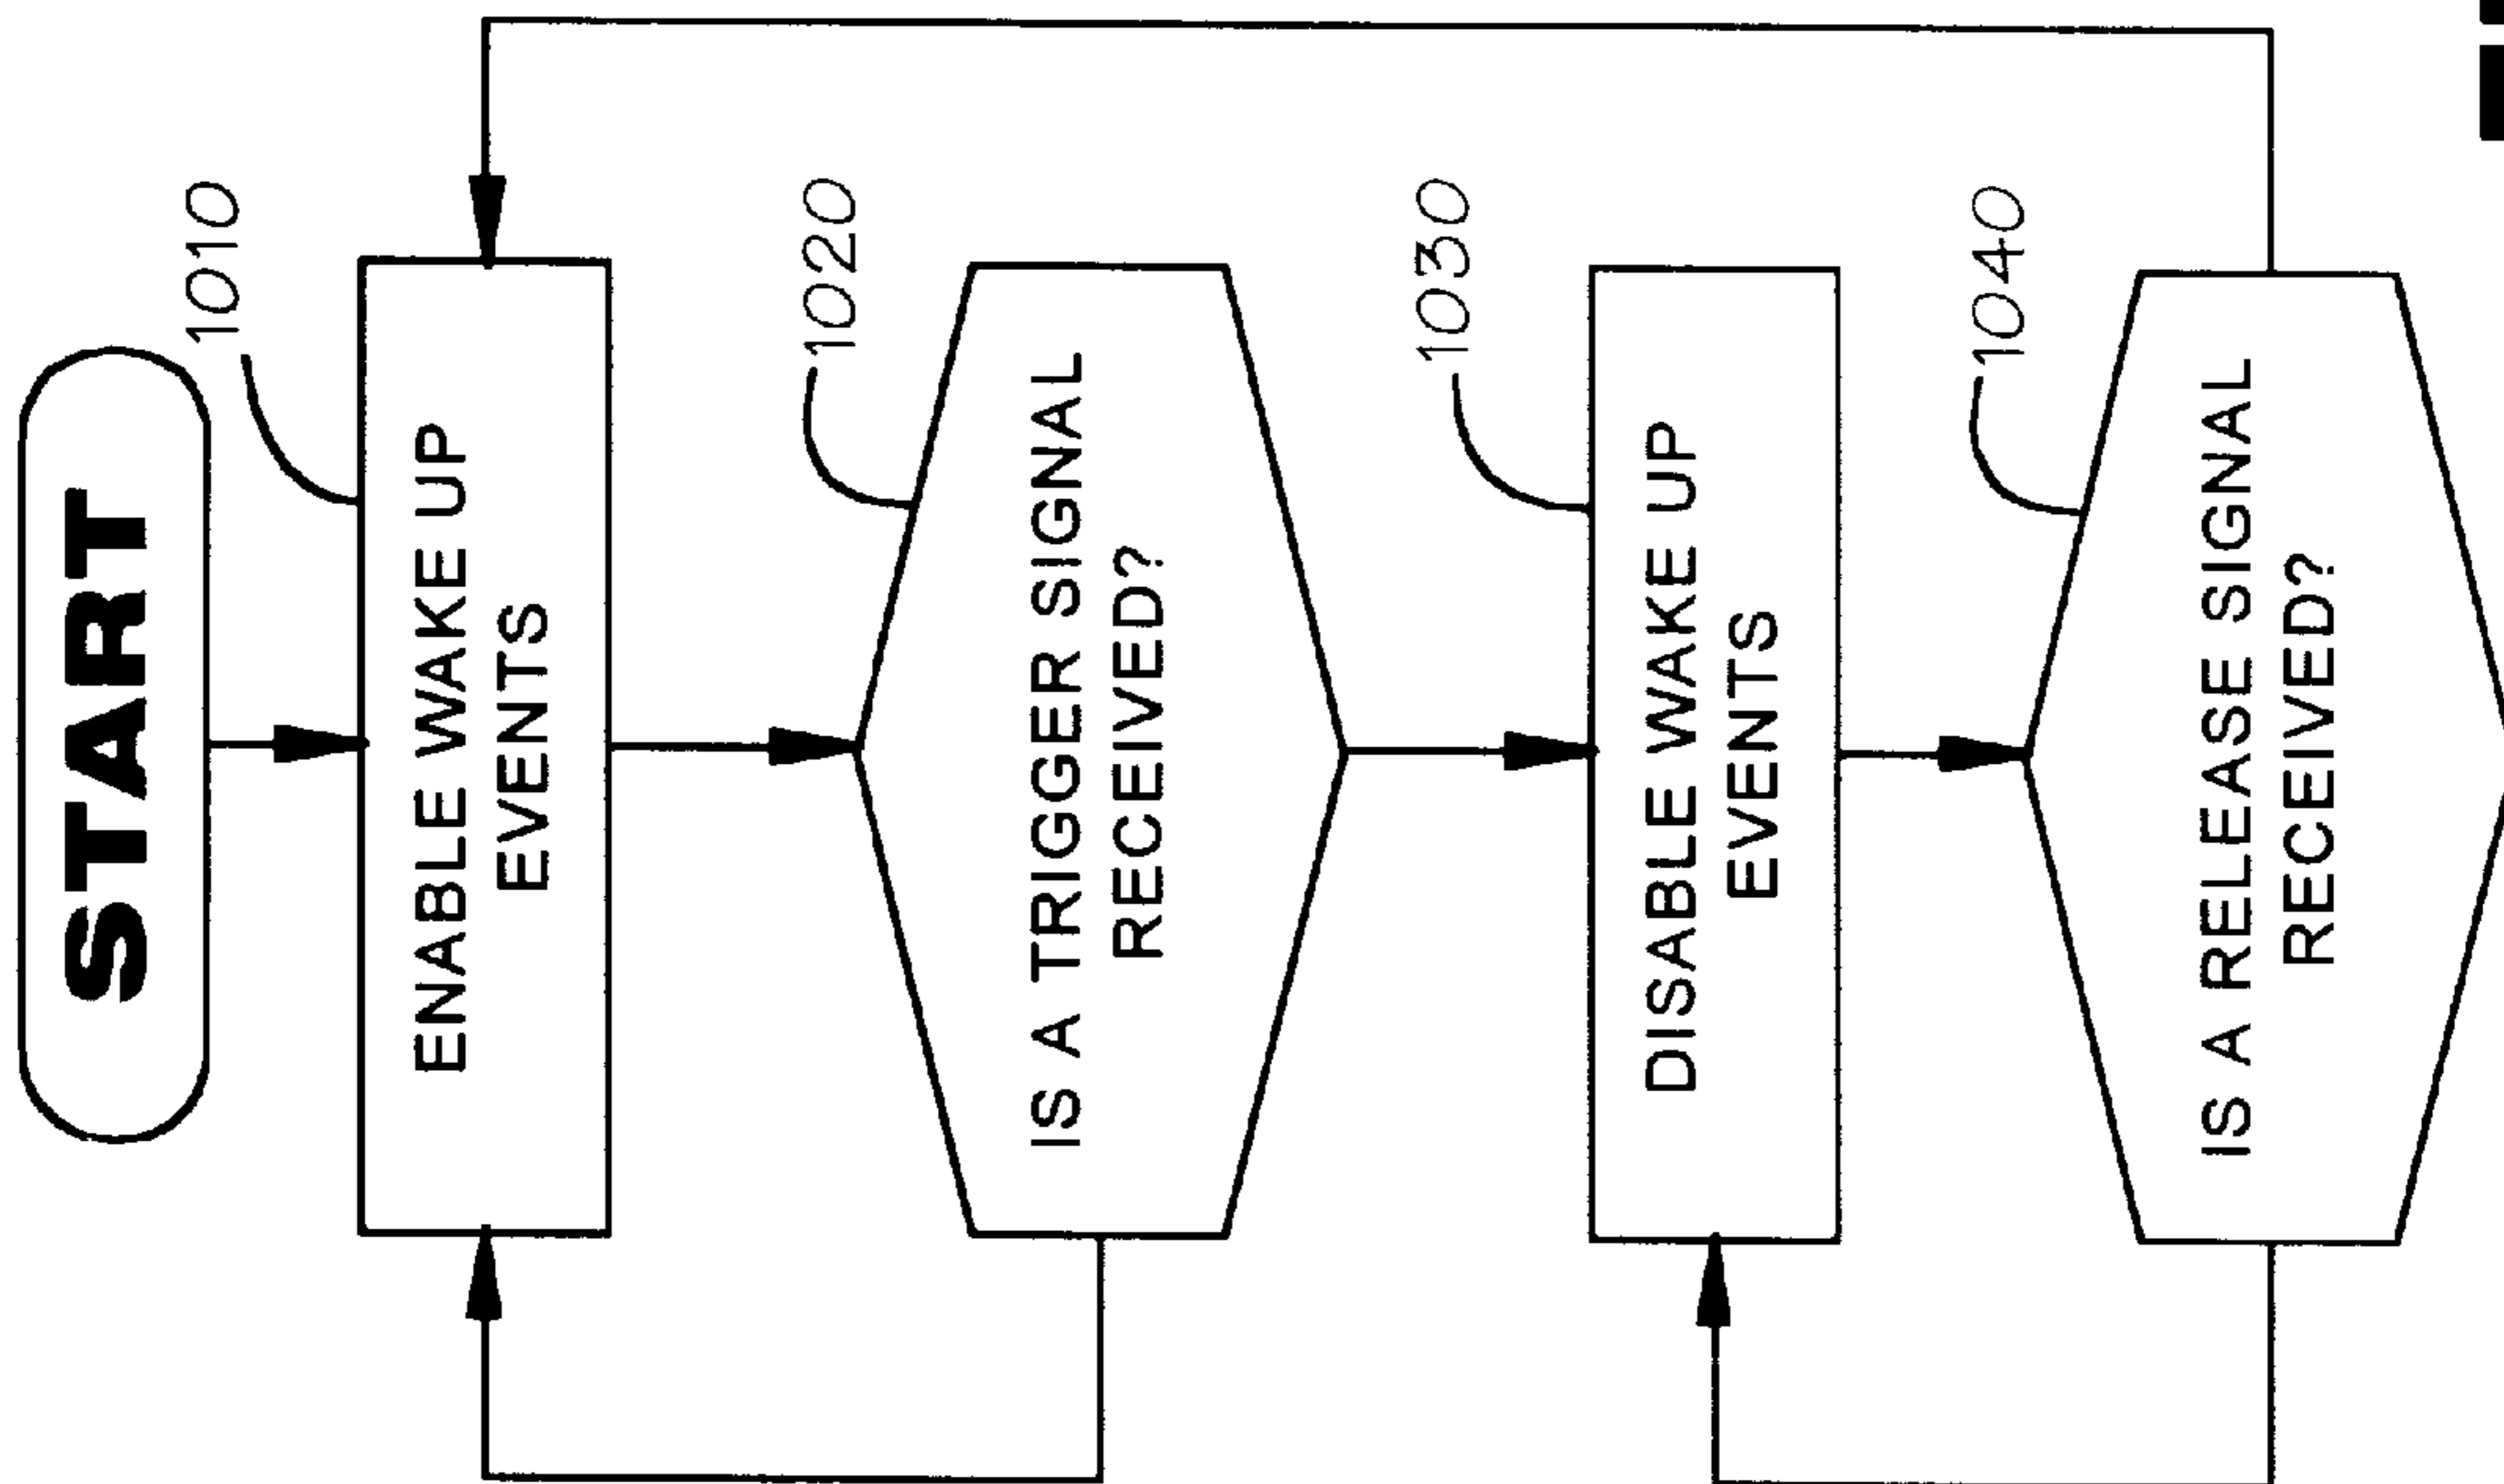 START
1010
ENABLE WAKE UP
EVENTS
1020
IS A TRIGGER SIGNAL
RECEIVED?
1030
DISABLE WAKE UP
EVENTS
1040
IS A RELEASE SIGNAL
RECEIVED?